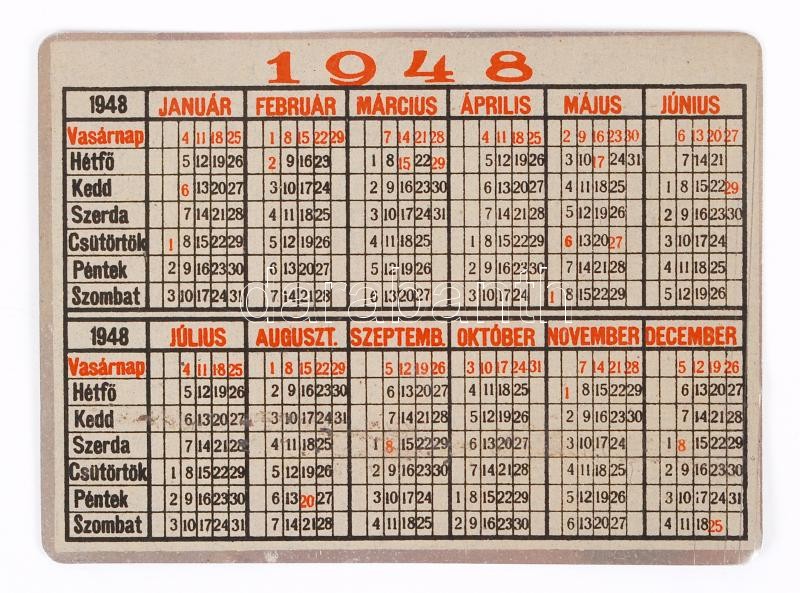 1948
1948 JANUÁR FEBRUÁR MÁRCIUS ÁPRILIS MÁJUS JÚNIUS
Vasárnap 4 11 18 25 1 8 15 22 29 7 14 21 28 4 11 18 25 2 9 16 23 30 6 13 20 27
Hétfő 5 12 19 26 2 9 16 23 1 8 15 22 29 5 12 19 26 3 10 17 24 31 7 14 21
Kedd 6 13 20 27 3 10 17 24 2 9 16 23 30 6 13 20 27 4 11 18 25 1 8 15 22 29
Szerda 7 14 21 28 4 11 18 25 3 10 17 24 31 7 14 21 28 5 12 19 26 2 9 16 23 30
Csütörtök 1 8 15 22 29 5 12 19 26 4 11 18 25 1 8 15 22 29 6 13 20 27 3 10 17 24
Péntek 2 9 16 23 30 6 13 20 27 5 12 19 26 2 9 16 23 30 7 14 21 28 4 11 18 25
Szombat 3 10 17 24 31 7 14 21 28 6 13 20 27 3 10 17 24 1 8 15 22 29 5 12 19 26
darabanth
1948 JÚLIUS AUGUSZT. SZEPTEMB. OKTÓBER NOVEMBER DECEMBER
Vasárnap 4 11 18 25 1 8 15 22 29 5 12 19 26 3 10 17 24 31 7 14 21 28 5 12 19 26
Hétfő 5 12 19 26 2 9 16 23 30 6 13 20 27 4 11 18 25 1 8 15 22 29 6 13 20 27
Kedd 6 13 20 27 3 10 17 24 31 7 14 21 28 5 12 19 26 2 9 16 23 30 7 14 21 28
Szerda 7 14 21 28 4 11 18 25 1 8 15 22 29 6 13 20 27 3 10 17 24 1 8 15 22 29
Csütörtök 1 8 15 22 29 5 12 19 26 2 9 16 23 30 7 14 21 28 4 11 18 25 2 9 16 23 30
Péntek 2 9 16 23 30 6 13 20 27 3 10 17 24 1 8 15 22 29 5 12 19 26 3 10 17 24 31
Szombat 3 10 17 24 31 7 14 21 28 4 11 18 25 2 9 16 23 30 6 13 20 27 4 11 18 25